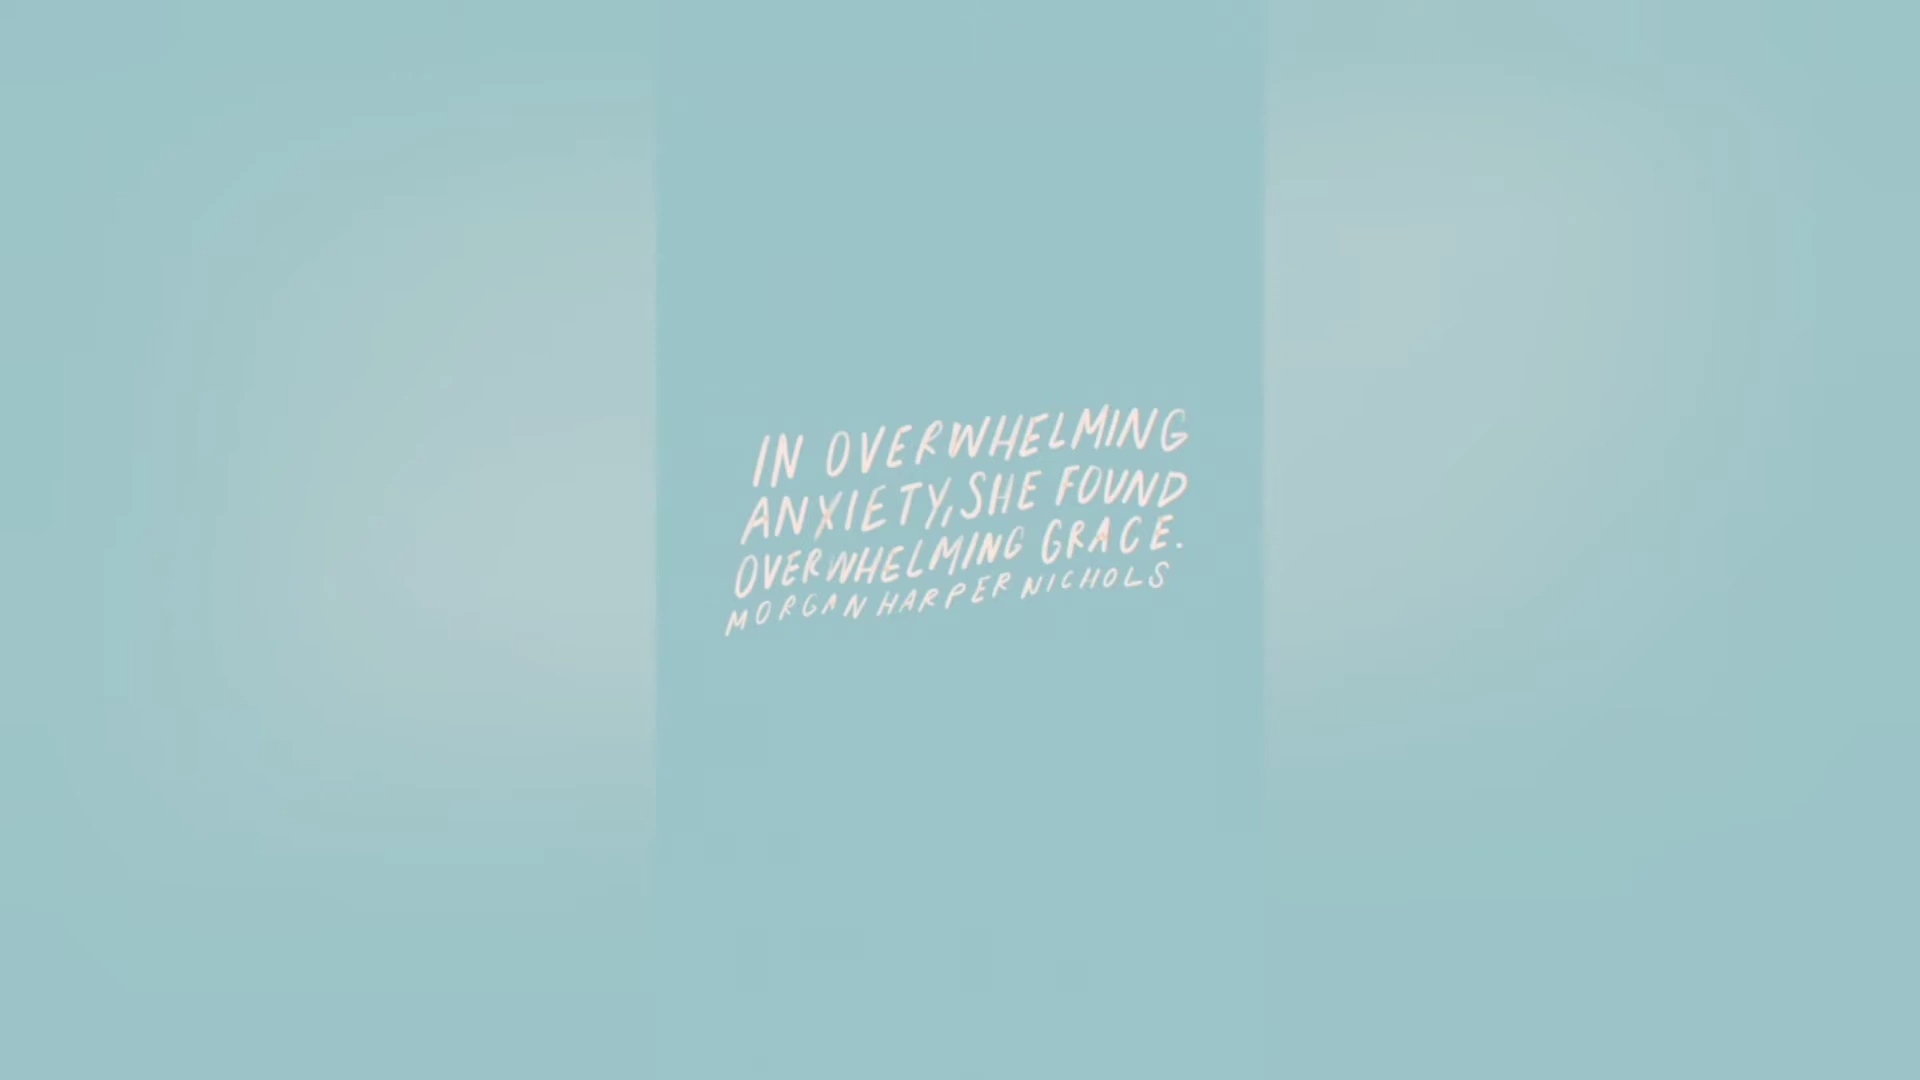 IN OVERWHELMING
ANXIETY, SHE FOUND
OVERWHELMING GRACE.
MORGAN HARPER NICHOLS